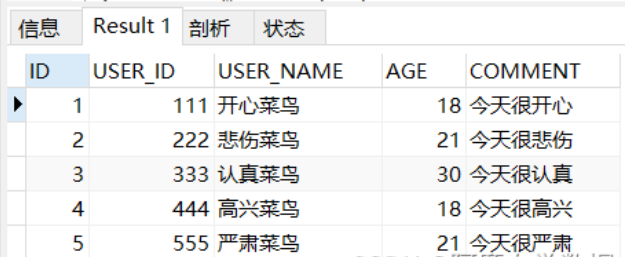 信息 Result 1 剖析 状态
ID USER_ID USER_NAME AGE COMMENT
1 111 开心菜鸟 18 今天很开心
2 222 悲伤菜鸟 21 今天很悲伤
3 333 认真菜鸟 30 今天很认真
4 444 高兴菜鸟 18 今天很高兴
5 555 严肃菜鸟 21 今天很严肃